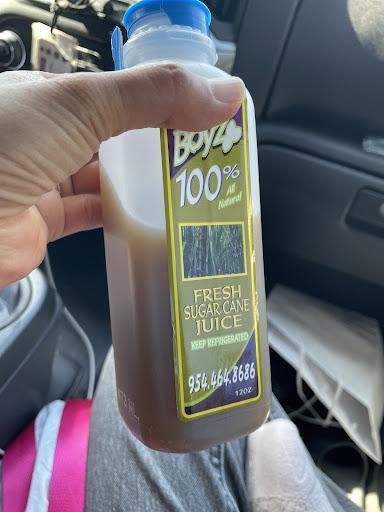 Boyz
100%
All
Natural
FRESH
SUGAR CANE
JUICE
KEEP REFRIGERATED
954.464.8686
12OZ